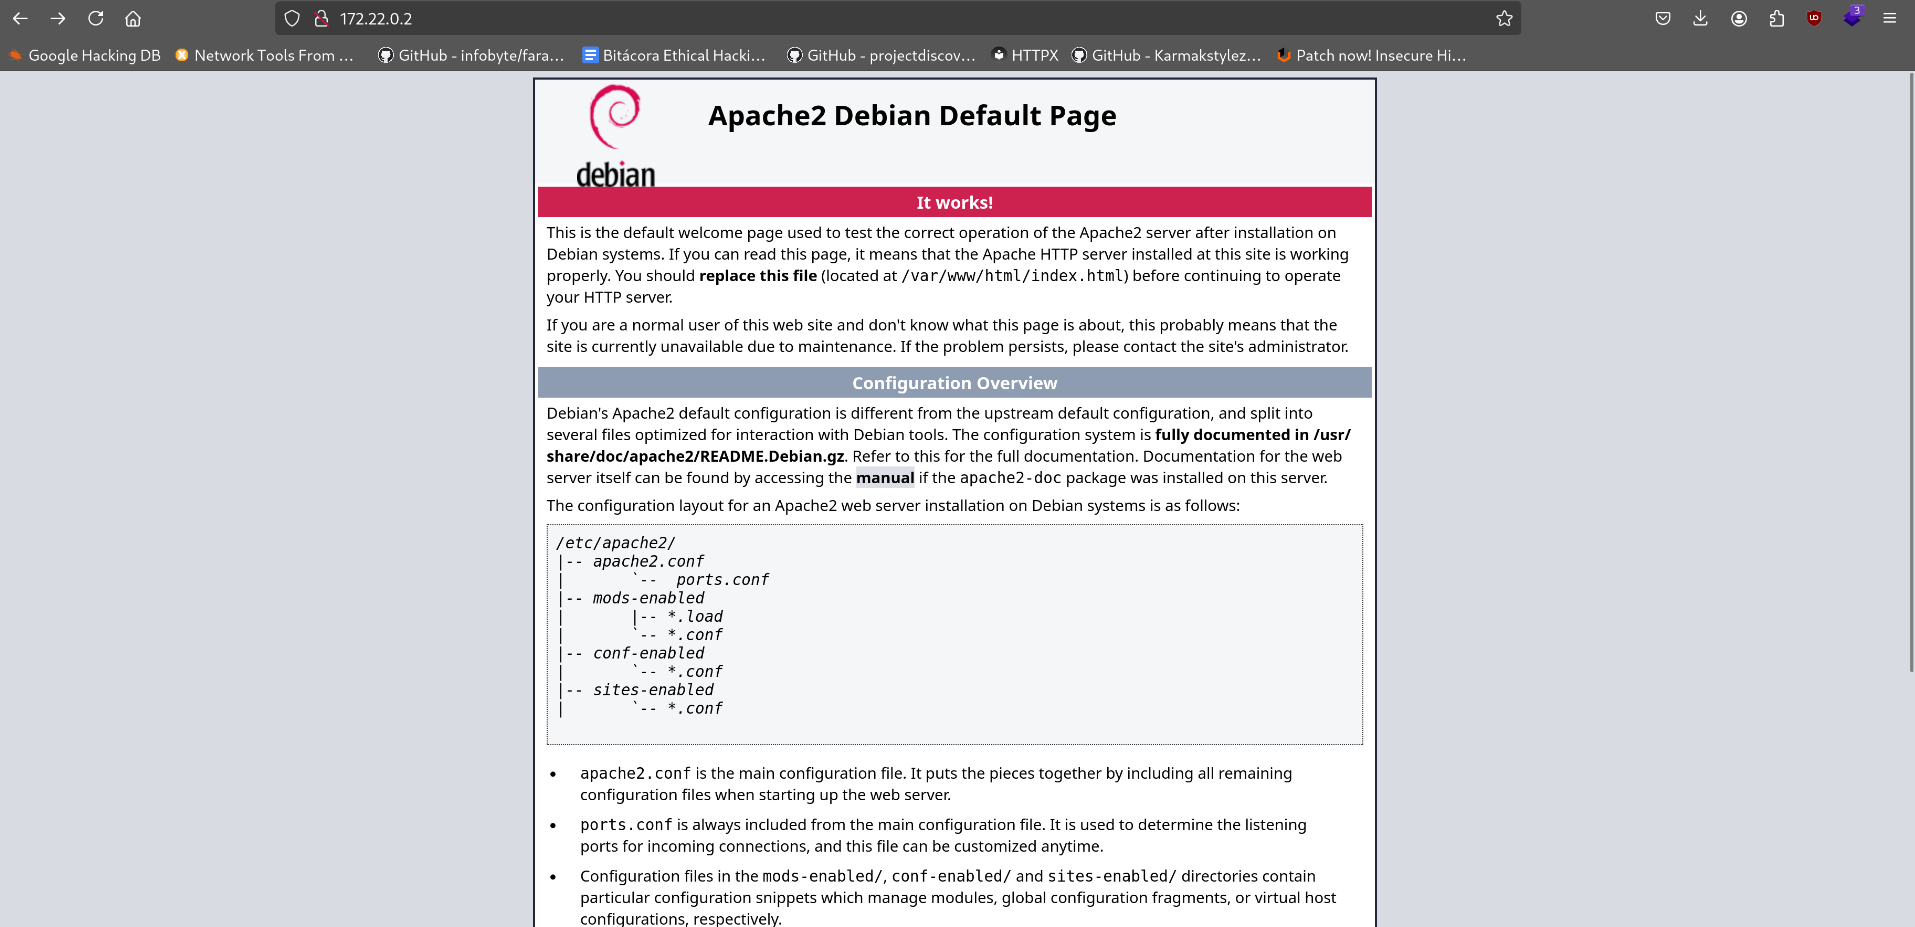 172.22.0.2
3
Google Hacking DB
Network Tools From ...
GitHub - infobyte/fara...
Bitácora Ethical Hacki...
GitHub - projectdiscov...
HTTPX
GitHub - Karmakstylez...
Patch now! Insecure Hi...
debian
Apache2 Debian Default Page
It works!
This is the default welcome page used to test the correct operation of the Apache2 server after installation on
Debian systems. If you can read this page, it means that the Apache HTTP server installed at this site is working
properly. You should replace this file (located at /var/www/html/index.html) before continuing to operate
your HTTP server.
If you are a normal user of this web site and don't know what this page is about, this probably means that the
site is currently unavailable due to maintenance. If the problem persists, please contact the site's administrator.
Configuration Overview
Debian's Apache2 default configuration is different from the upstream default configuration, and split into
several files optimized for interaction with Debian tools. The configuration system is fully documented in /usr/
share/doc/apache2/README.Debian.gz. Refer to this for the full documentation. Documentation for the web
server itself can be found by accessing the manual if the apache2-doc package was installed on this server.
The configuration layout for an Apache2 web server installation on Debian systems is as follows:
/etc/apache2/
|-- apache2.conf
|       `--  ports.conf
|-- mods-enabled
|       |-- *.load
|       `-- *.conf
|-- conf-enabled
|       `-- *.conf
|-- sites-enabled
|       `-- *.conf
• apache2.conf is the main configuration file. It puts the pieces together by including all remaining
configuration files when starting up the web server.
• ports.conf is always included from the main configuration file. It is used to determine the listening
ports for incoming connections, and this file can be customized anytime.
• Configuration files in the mods-enabled/, conf-enabled/ and sites-enabled/ directories contain
particular configuration snippets which manage modules, global configuration fragments, or virtual host
configurations, respectively.